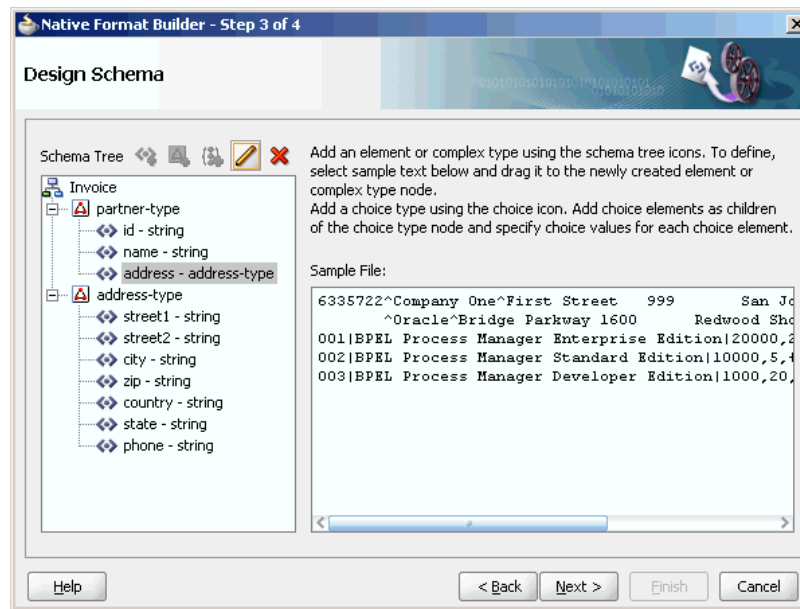 Native Format Builder - Step 3 of 4
Design Schema
Schema Tree
Invoice
partner-type
id - string
name - string
address - address-type
address-type
street1 - string
street2 - string
city - string
zip - string
country - string
state - string
phone - string
Add an element or complex type using the schema tree icons. To define,
select sample text below and drag it to the newly created element or
complex type node.
Add a choice type using the choice icon. Add choice elements as children
of the choice type node and specify choice values for each choice element.
Sample File:
6335722^Company One^First Street 999 San Jo
^Oracle^Bridge Parkway 1600 Redwood Sho
001|BPEL Process Manager Enterprise Edition|20000,2
002|BPEL Process Manager Standard Edition|10000,5,
003|BPEL Process Manager Developer Edition|1000,20,
Help
< Back
Next >
Finish
Cancel